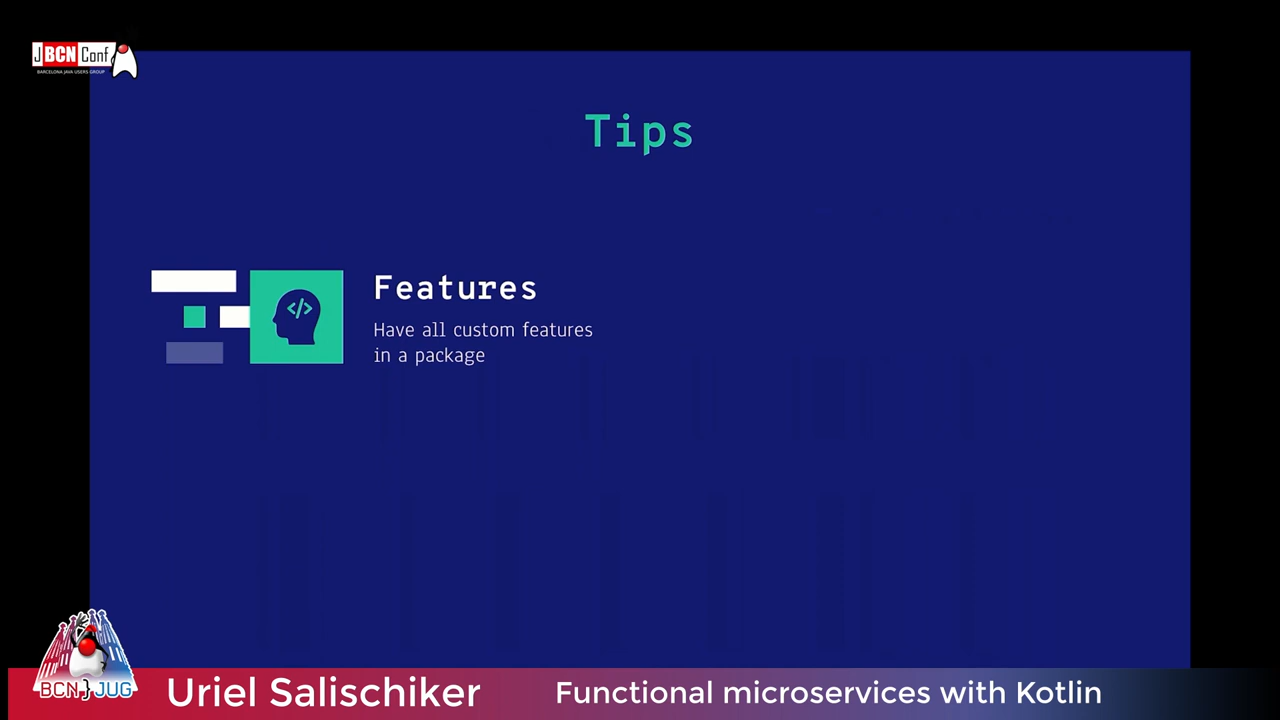 JBCNConf
BARCELONA JAVA USERS GROUP
Tips
</>
Features
Have all custom features
in a package
BCN JUG
Uriel Salischiker
Functional microservices with Kotlin